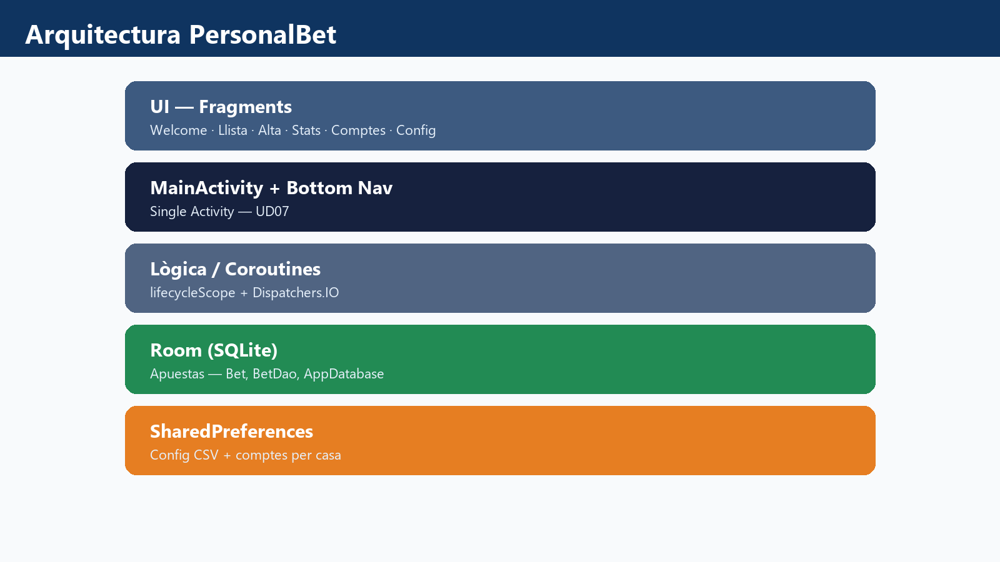 Arquitectura PersonalBet
UI — Fragments
Welcome · Llista · Alta · Stats · Comptes · Config
MainActivity + Bottom Nav
Single Activity — UD07
Lògica / Coroutines
lifecycleScope + Dispatchers.IO
Room (SQLite)
Apuestas — Bet, BetDao, AppDatabase
SharedPreferences
Config CSV + comptes per casa